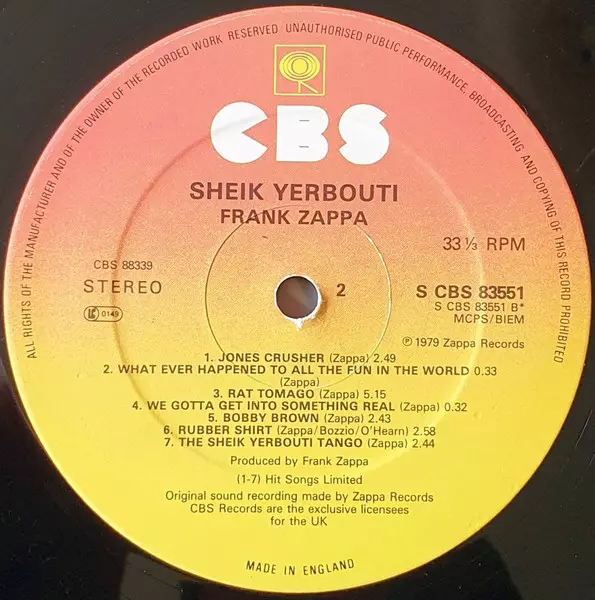 ALL RIGHTS OF THE MANUFACTURER AND OF THE OWNER OF THE RECORDED WORK RESERVED UNAUTHORISED PUBLIC PERFORMANCE, BROADCASTING AND COPYING OF THIS RECORD PROHIBITED
CBS
SHEIK YERBOUTI
FRANK ZAPPA
33⅓ RPM
CBS 88339
STEREO
LC 0149
2
S CBS 83551
S CBS 83551 B*
MCPS/BIEM
℗ 1979 Zappa Records
1. JONES CRUSHER (Zappa) 2.49
2. WHAT EVER HAPPENED TO ALL THE FUN IN THE WORLD 0.33
(Zappa)
3. RAT TOMAGO (Zappa) 5.15
4. WE GOTTA GET INTO SOMETHING REAL (Zappa) 0.32
5. BOBBY BROWN (Zappa) 2.43
6. RUBBER SHIRT (Zappa/Bozzio/O'Hearn) 2.58
7. THE SHEIK YERBOUTI TANGO (Zappa) 2.44
Produced by Frank Zappa
(1-7) Hit Songs Limited
Original sound recording made by Zappa Records
CBS Records are the exclusive licensees
for the UK
MADE IN ENGLAND